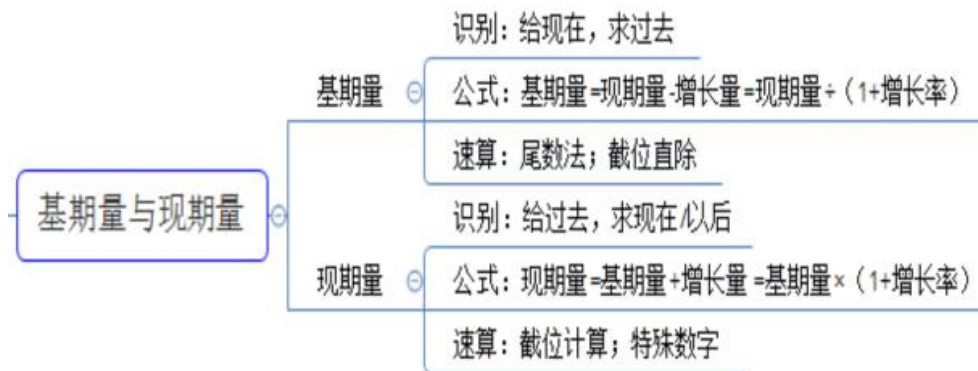 识别：给现在，求过去
基期量
公式：基期量=现期量-增长量=现期量÷（1+增长率）
速算：尾数法；截位直除
基期量与现期量
识别：给过去，求现在/以后
现期量
公式：现期量=基期量+增长量=基期量×（1+增长率）
速算：截位计算；特殊数字